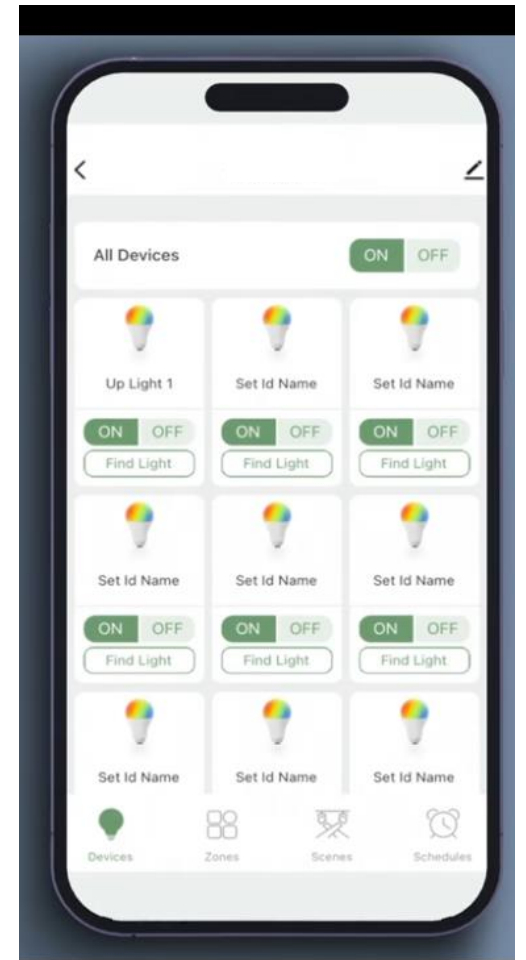 All Devices ON OFF
Up Light 1 Set Id Name Set Id Name
ON OFF ON OFF ON OFF
Find Light Find Light Find Light
Set Id Name Set Id Name Set Id Name
ON OFF ON OFF ON OFF
Find Light Find Light Find Light
Set Id Name Set Id Name Set Id Name
Devices Zones Scenes Schedules